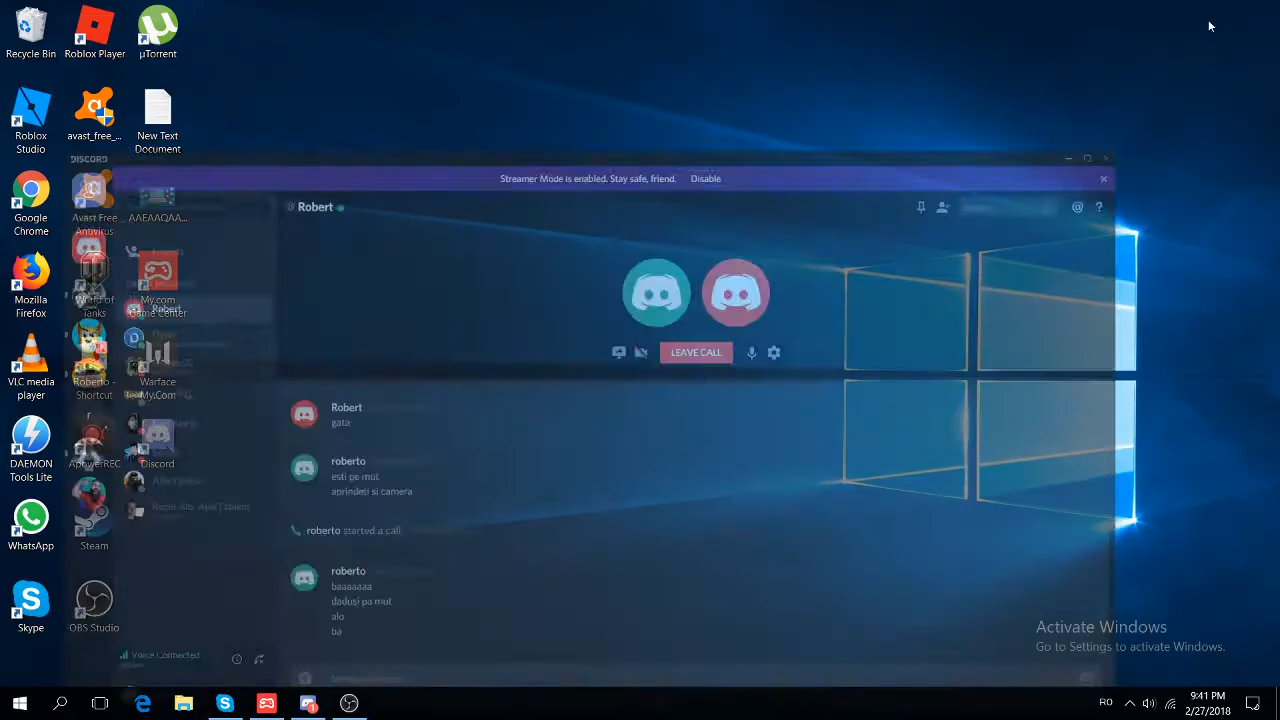 Recycle Bin
Roblox Player
µTorrent
Roblox
Studio
avast_free_...
New Text
Document
Google
Chrome
Avast Free
Antivirus
AAEAAQAA...
Mozilla
Firefox
World of
Tanks
My.com
Game Center
VLC media
player
Roberto -
Shortcut
Warface
My.Com
DAEMON
Tools Lite
ApowerREC
Discord
WhatsApp
Steam
Skype
OBS Studio
DISCORD
Streamer Mode is enabled. Stay safe, friend.
Disable
Robert
Robert
LEAVE CALL
Robert
gata
roberto
esti pe mut
aprindeti si camera
roberto started a call
roberto
baaaaaaa
dadusi pa mut
alo
ba
Voice Connected
Activate Windows
Go to Settings to activate Windows.
RO
9:41 PM
2/27/2018